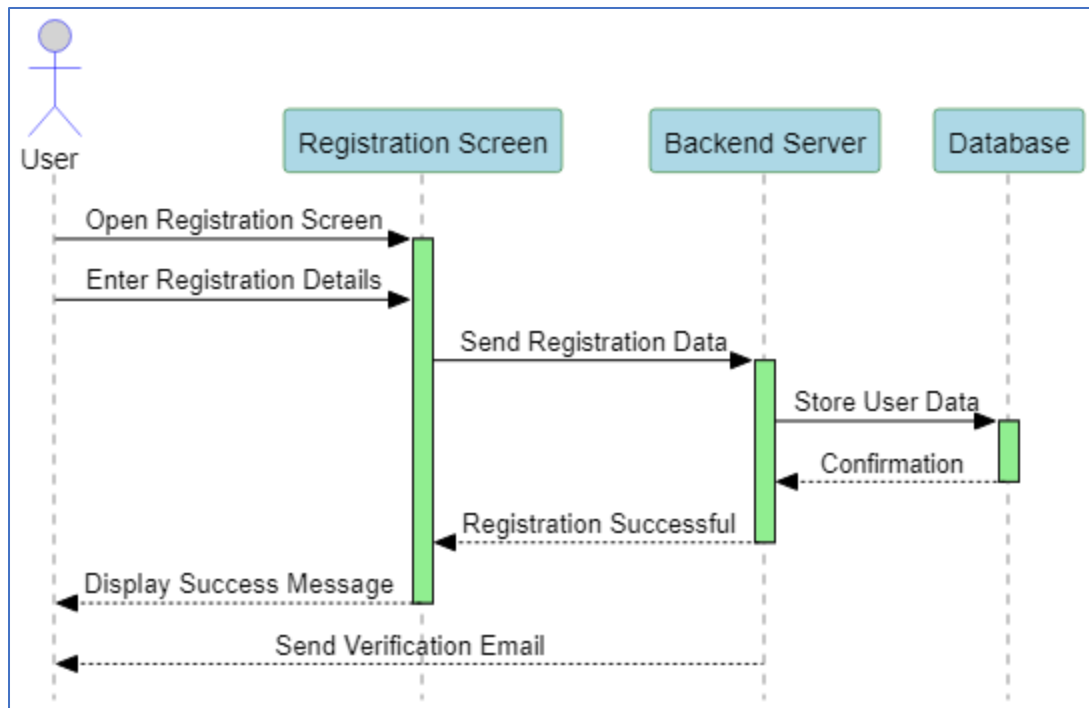 User
Registration Screen
Backend Server
Database
Open Registration Screen
Enter Registration Details
Send Registration Data
Store User Data
Confirmation
Registration Successful
Display Success Message
Send Verification Email